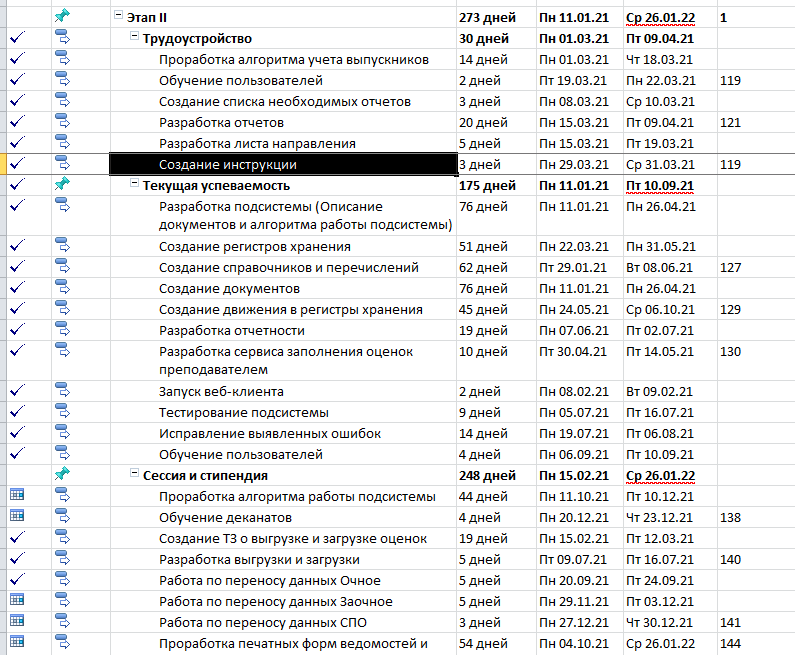 Этап II 273 дней Пн 11.01.21 Ср 26.01.22 1
Трудоустройство 30 дней Пн 01.03.21 Пт 09.04.21
Проработка алгоритма учета выпускников 14 дней Пн 01.03.21 Чт 18.03.21
Обучение пользователей 2 дней Пт 19.03.21 Пн 22.03.21 119
Создание списка необходимых отчетов 3 дней Пн 08.03.21 Ср 10.03.21
Разработка отчетов 20 дней Пн 15.03.21 Пт 09.04.21 121
Разработка листа направления 5 дней Пн 15.03.21 Пт 19.03.21
Создание инструкции 3 дней Пн 29.03.21 Ср 31.03.21 119
Текущая успеваемость 175 дней Пн 11.01.21 Пт 10.09.21
Разработка подсистемы (Описание 76 дней Пн 11.01.21 Пн 26.04.21
документов и алгоритма работы подсистемы)
Создание регистров хранения 51 дней Пн 22.03.21 Пн 31.05.21
Создание справочников и перечислений 62 дней Пт 29.01.21 Вт 08.06.21 127
Создание документов 76 дней Пн 11.01.21 Пн 26.04.21
Создание движения в регистры хранения 45 дней Пн 24.05.21 Ср 06.10.21 129
Разработка отчетности 19 дней Пн 07.06.21 Пт 02.07.21
Разработка сервиса заполнения оценок 10 дней Пт 30.04.21 Пт 14.05.21 130
преподавателем
Запуск веб-клиента 2 дней Пн 08.02.21 Вт 09.02.21
Тестирование подсистемы 9 дней Пн 05.07.21 Пт 16.07.21
Исправление выявленных ошибок 14 дней Пн 19.07.21 Пт 06.08.21
Обучение пользователей 4 дней Пн 06.09.21 Пт 10.09.21
Сессия и стипендия 248 дней Пн 15.02.21 Ср 26.01.22
Проработка алгоритма работы подсистемы 44 дней Пн 11.10.21 Пт 10.12.21
Обучение деканатов 4 дней Пн 20.12.21 Чт 23.12.21 138
Создание ТЗ о выгрузке и загрузке оценок 19 дней Пн 15.02.21 Пт 12.03.21
Разработка выгрузки и загрузки 5 дней Пт 09.07.21 Пт 16.07.21 140
Работа по переносу данных Очное 5 дней Пн 20.09.21 Пт 24.09.21
Работа по переносу данных Заочное 5 дней Пн 29.11.21 Пт 03.12.21
Работа по переносу данных СПО 3 дней Пн 27.12.21 Чт 30.12.21 141
Проработка печатных форм ведомостей и 54 дней Пн 04.10.21 Ср 26.01.22 144